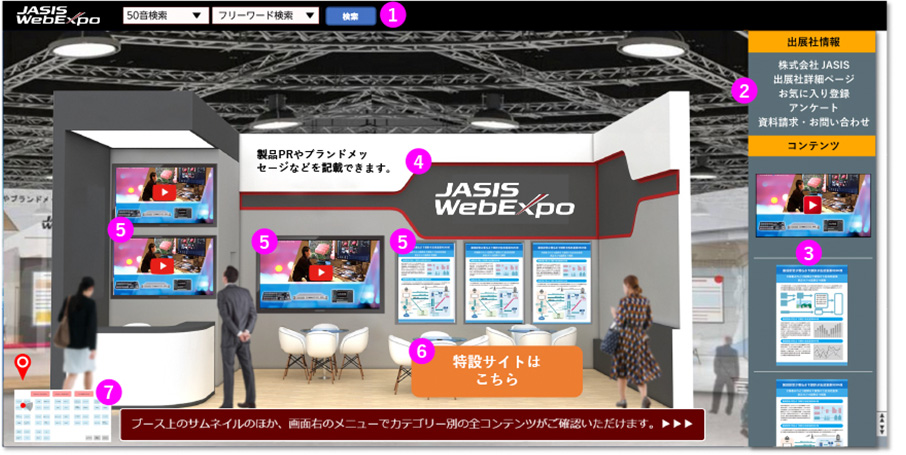 JASIS
WebExpo
50音検索 ▼
フリーワード検索 ▼
検索
1
出展社情報
株式会社 JASIS
出展社詳細ページ
お気に入り登録
アンケート
資料請求・お問い合わせ
2
コンテンツ
3
製品PRやブランドメッ
セージなどを記載できます。
4
JASIS
WebExpo
やブランドメ
5
5
5
6
特設サイトは
こちら
7
ブース上のサムネイルのほか、画面右のメニューでカテゴリー別の全コンテンツがご確認いただけます。▶▶▶